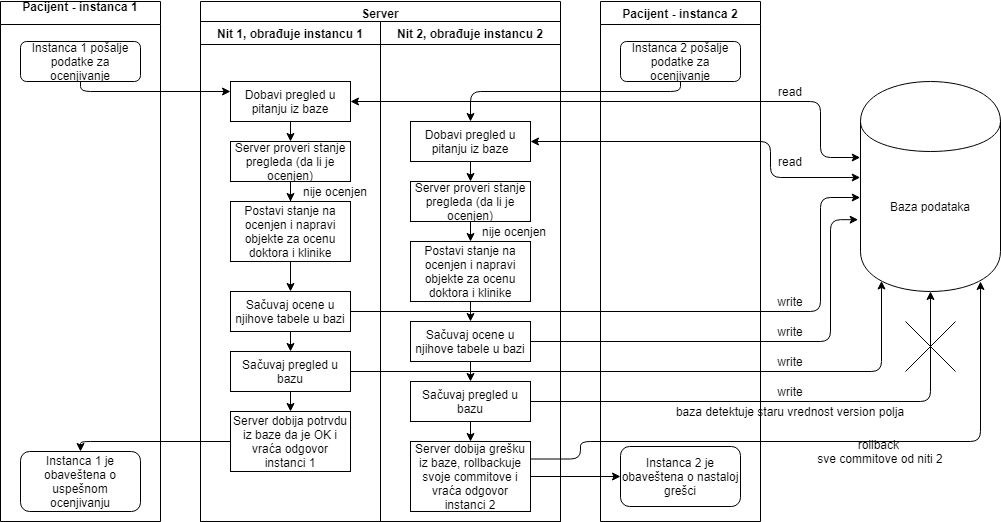 Pacijent - instanca 1
Server
Pacijent - instanca 2
Nit 1, obrađuje instancu 1
Nit 2, obrađuje instancu 2
Instanca 1 pošalje
podatke za
ocenjivanje
Instanca 2 pošalje
podatke za
ocenjivanje
Dobavi pregled u
pitanju iz baze
read
Dobavi pregled u
pitanju iz baze
read
Server proveri stanje
pregleda (da li je
ocenjen)
nije ocenjen
Server proveri stanje
pregleda (da li je
ocenjen)
nije ocenjen
Baza podataka
Postavi stanje na
ocenjen i napravi
objekte za ocenu
doktora i klinike
Postavi stanje na
ocenjen i napravi
objekte za ocenu
doktora i klinike
Sačuvaj ocene u
njihove tabele u bazi
write
Sačuvaj ocene u
njihove tabele u bazi
write
Sačuvaj pregled u
bazu
write
Sačuvaj pregled u
bazu
write
baza detektuje staru vrednost version polja
Server dobija potvrdu
iz baze da je OK i
vraća odgovor
instanci 1
Server dobija grešku
iz baze, rollbackuje
svoje commitove i
vraća odgovor
instanci 2
rollback
sve commitove od niti 2
Instanca 1 je
obaveštena o
uspešnom
ocenjivanju
Instanca 2 je
obaveštena o nastaloj
grešci